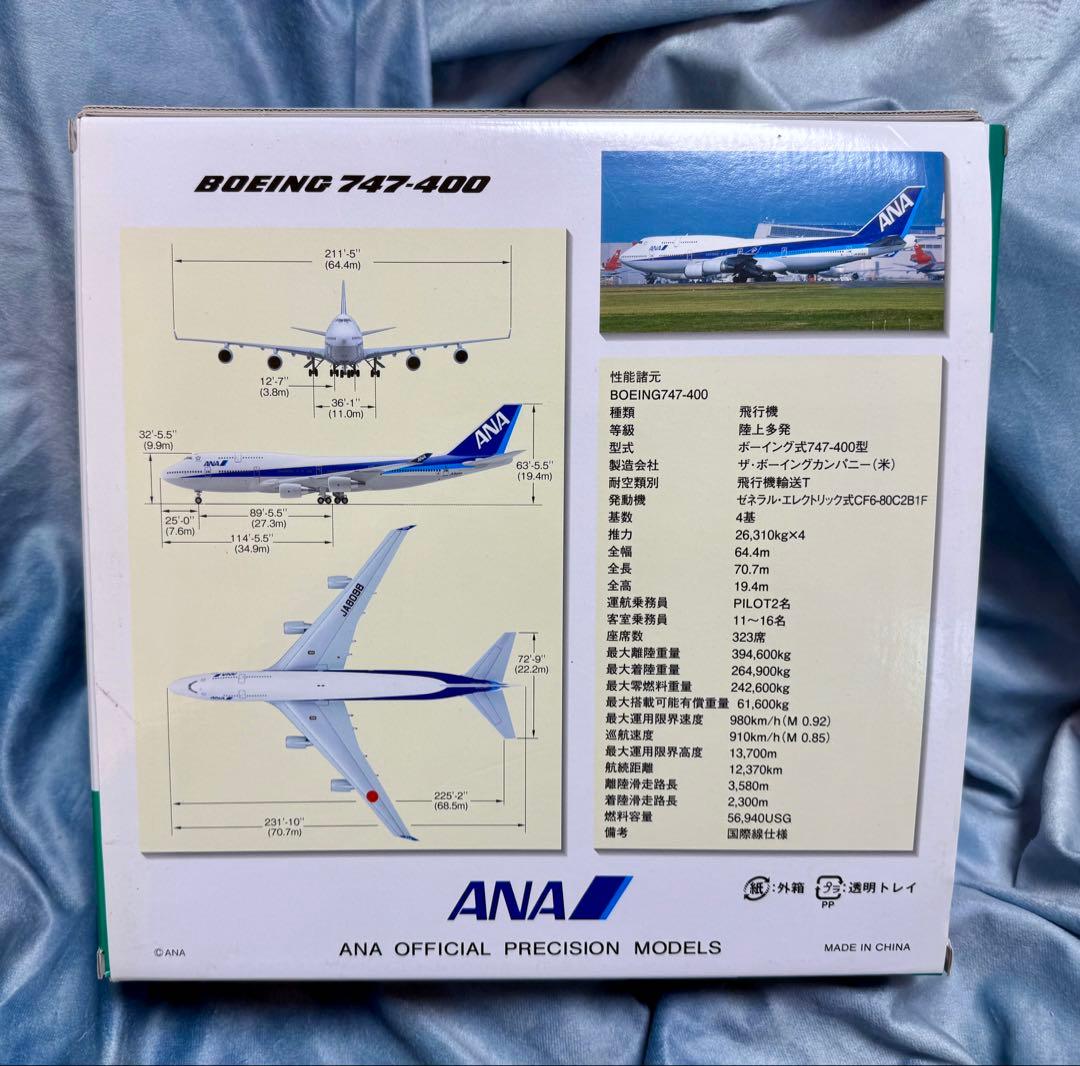 BOEING 747-400
211'-5"
(64.4m)
12'-7"
(3.8m)
36'-1"
(11.0m)
32'-5.5"
(9.9m)
ANA
ANA
63'-5.5"
(19.4m)
25'-0"
(7.6m)
89'-5.5"
(27.3m)
114'-5.5"
(34.9m)
JA8098
72'-9"
(22.2m)
ANA
ANA
225'-2"
(68.5m)
231'-10"
(70.7m)
ANA
ANA
性能諸元
BOEING747-400
種類 飛行機
等級 陸上多発
型式 ボーイング式747-400型
製造会社 ザ・ボーイングカンパニー(米)
耐空類別 飛行機輸送T
発動機 ゼネラル・エレクトリック式CF6-80C2B1F
基数 4基
推力 26,310kg×4
全幅 64.4m
全長 70.7m
全高 19.4m
運航乗務員 PILOT2名
客室乗務員 11〜16名
座席数 323席
最大離陸重量 394,600kg
最大着陸重量 264,900kg
最大零燃料重量 242,600kg
最大搭載可能有償重量 61,600kg
最大運用限界速度 980km/h(M 0.92)
巡航速度 910km/h(M 0.85)
最大運用限界高度 13,700m
航続距離 12,370km
離陸滑走路長 3,580m
着陸滑走路長 2,300m
燃料容量 56,940USG
備考 国際線仕様
紙:外箱 プラ:透明トレイ
PP
ANA
©ANA
ANA OFFICIAL PRECISION MODELS
MADE IN CHINA